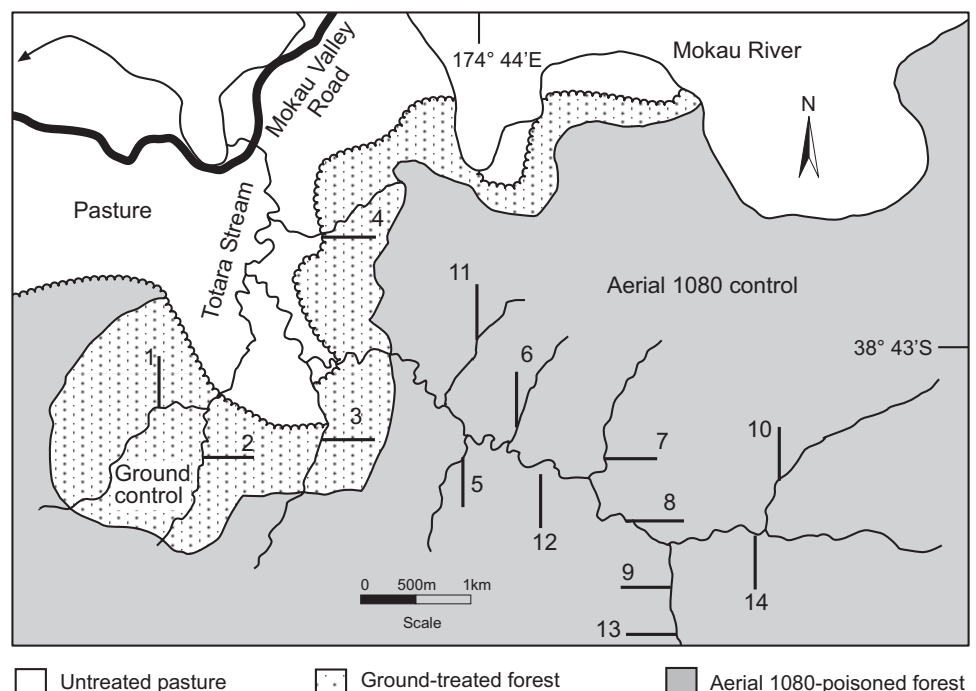 Mokau Valley
Road
174° 44'E
Mokau River
N
Pasture
Totara Stream
4
11
Aerial 1080 control
38° 43'S
1
6
3
2
7
10
Ground
control
5
8
12
9
14
13
0 500m 1km
Scale
Untreated pasture
Ground-treated forest
Aerial 1080-poisoned forest